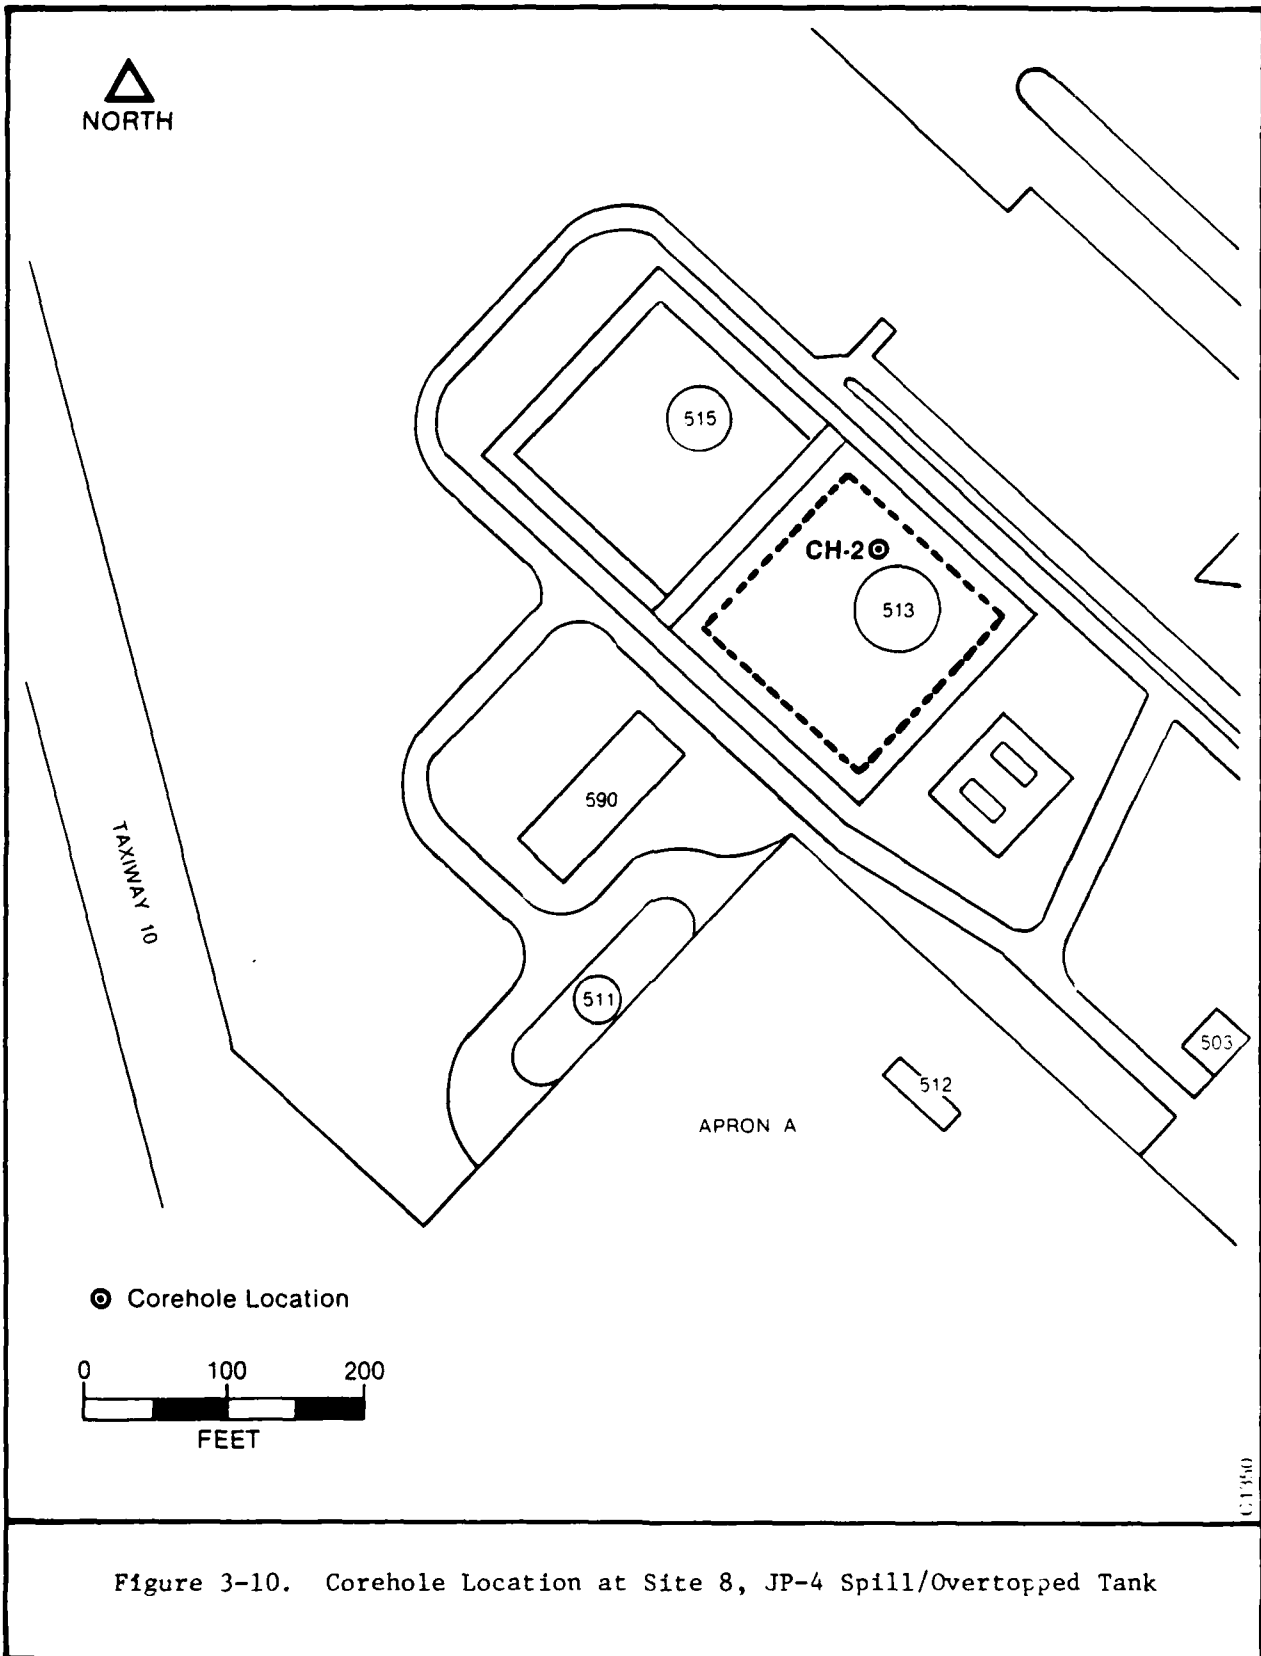 NORTH
515
CH-2
513
590
TAXIWAY 10
511
503
512
APRON A
Corehole Location
0 100 200
FEET
C1350
Figure 3-10. Corehole Location at Site 8, JP-4 Spill/Overtopped Tank